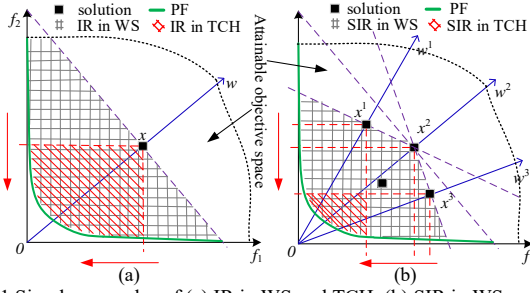 f2
solution PF
IR in WS IR in TCH
w
x
Attainable objective space
0
f1
(a)
solution PF
SIR in WS SIR in TCH
w1
w2
w3
x1
x2
x3
0
f
(b)